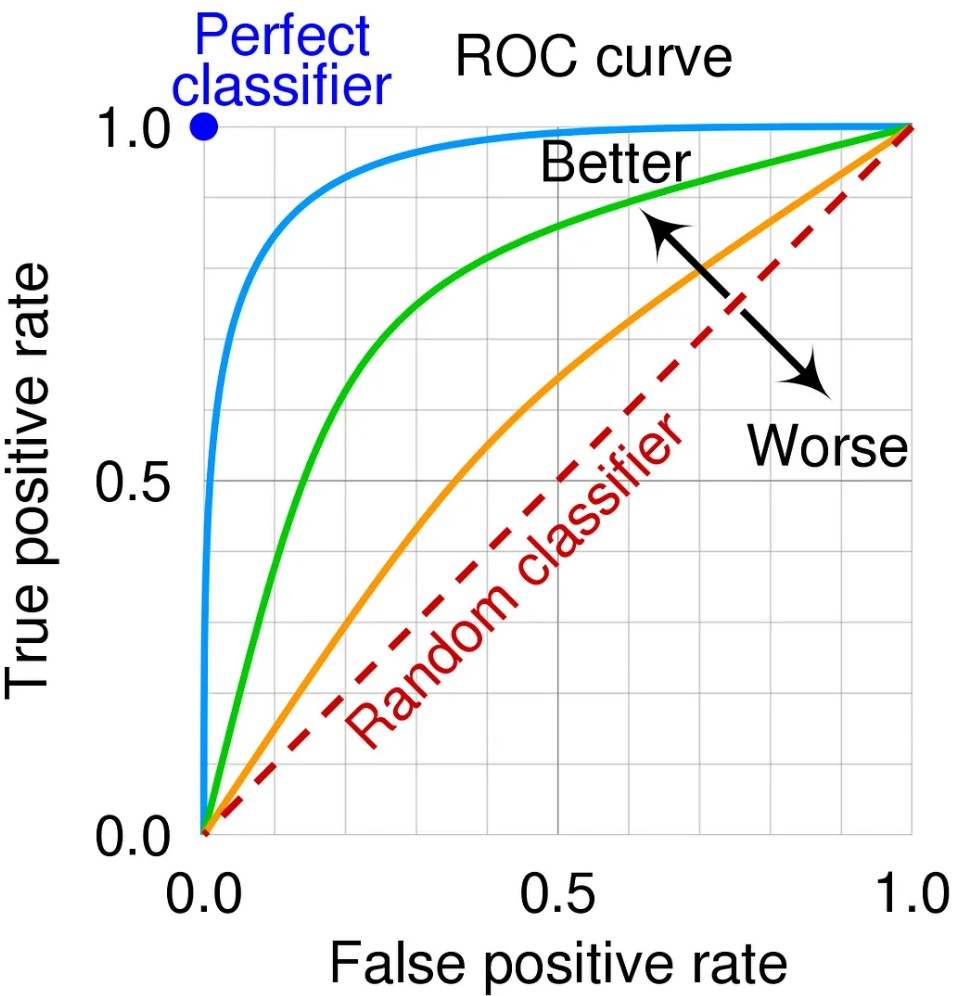 Perfect
classifier
ROC curve
1.0
Better
True positive rate
0.5
Worse
Random classifier
0.0
0.0 0.5 1.0
False positive rate